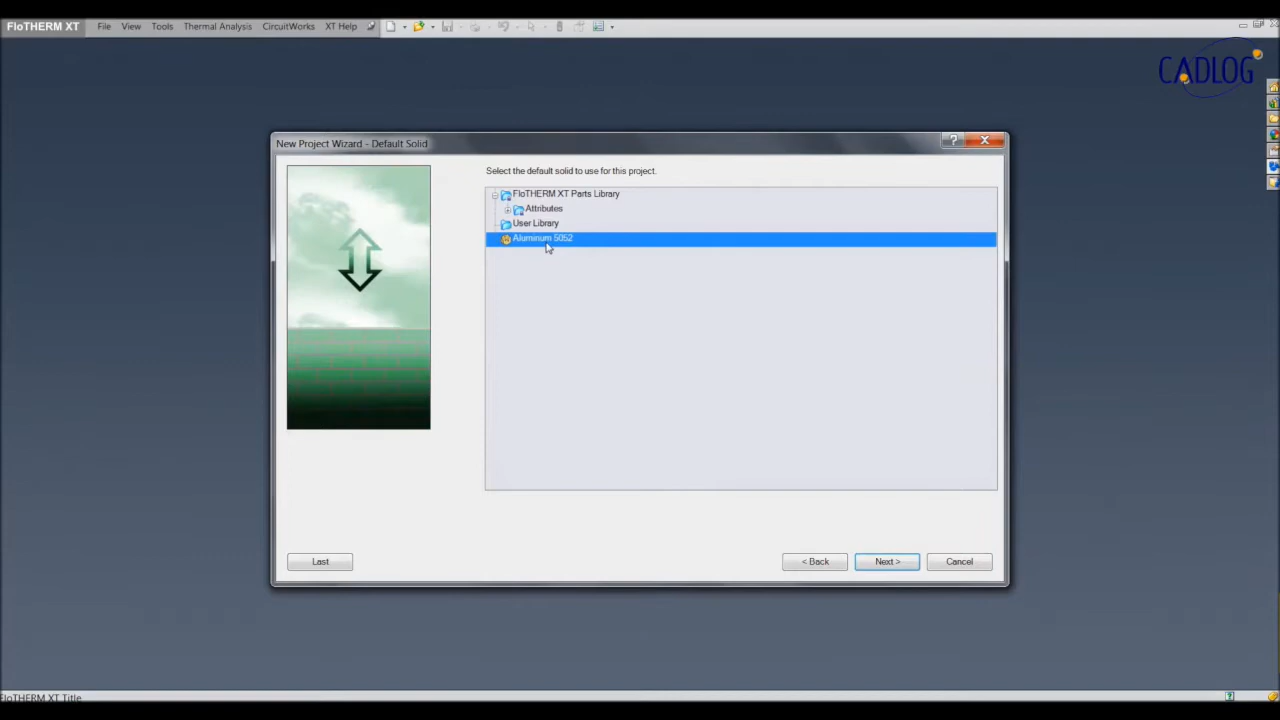 FloTHERM XT File View Tools Thermal Analysis CircuitWorks XT Help
CADLOG
New Project Wizard - Default Solid
Select the default solid to use for this project.
FloTHERM XT Parts Library
Attributes
User Library
Aluminum 5052
Last < Back Next > Cancel
FloTHERM XT Title